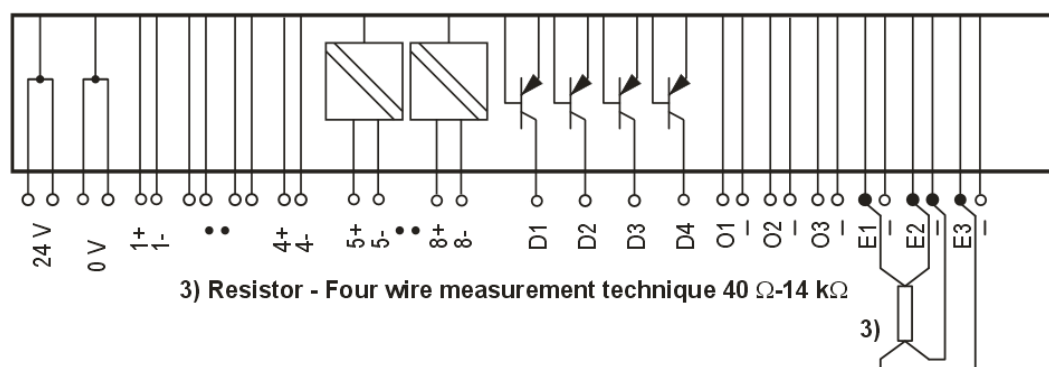 24 V 0 V 1+ 1- •• 4+ 4- 5+ 5- •• 8+ 8- D1 D2 D3 D4 O1 – O2 – O3 – E1 – E2 – E3 –
3) Resistor - Four wire measurement technique 40 Ω-14 kΩ
3)